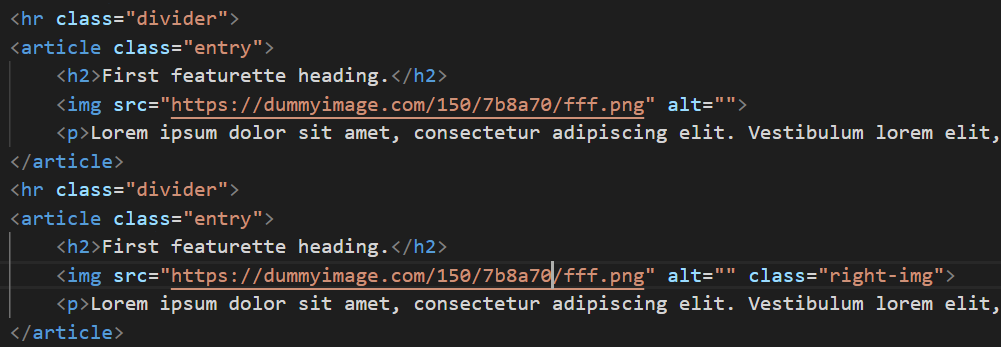 <hr class="divider">
<article class="entry">
<h2>First featurette heading.</h2>
<img src="https://dummyimage.com/150/7b8a70/fff.png" alt="">
<p>Lorem ipsum dolor sit amet, consectetur adipiscing elit. Vestibulum lorem elit,
</article>
<hr class="divider">
<article class="entry">
<h2>First featurette heading.</h2>
<img src="https://dummyimage.com/150/7b8a70/fff.png" alt="" class="right-img">
<p>Lorem ipsum dolor sit amet, consectetur adipiscing elit. Vestibulum lorem elit,
</article>